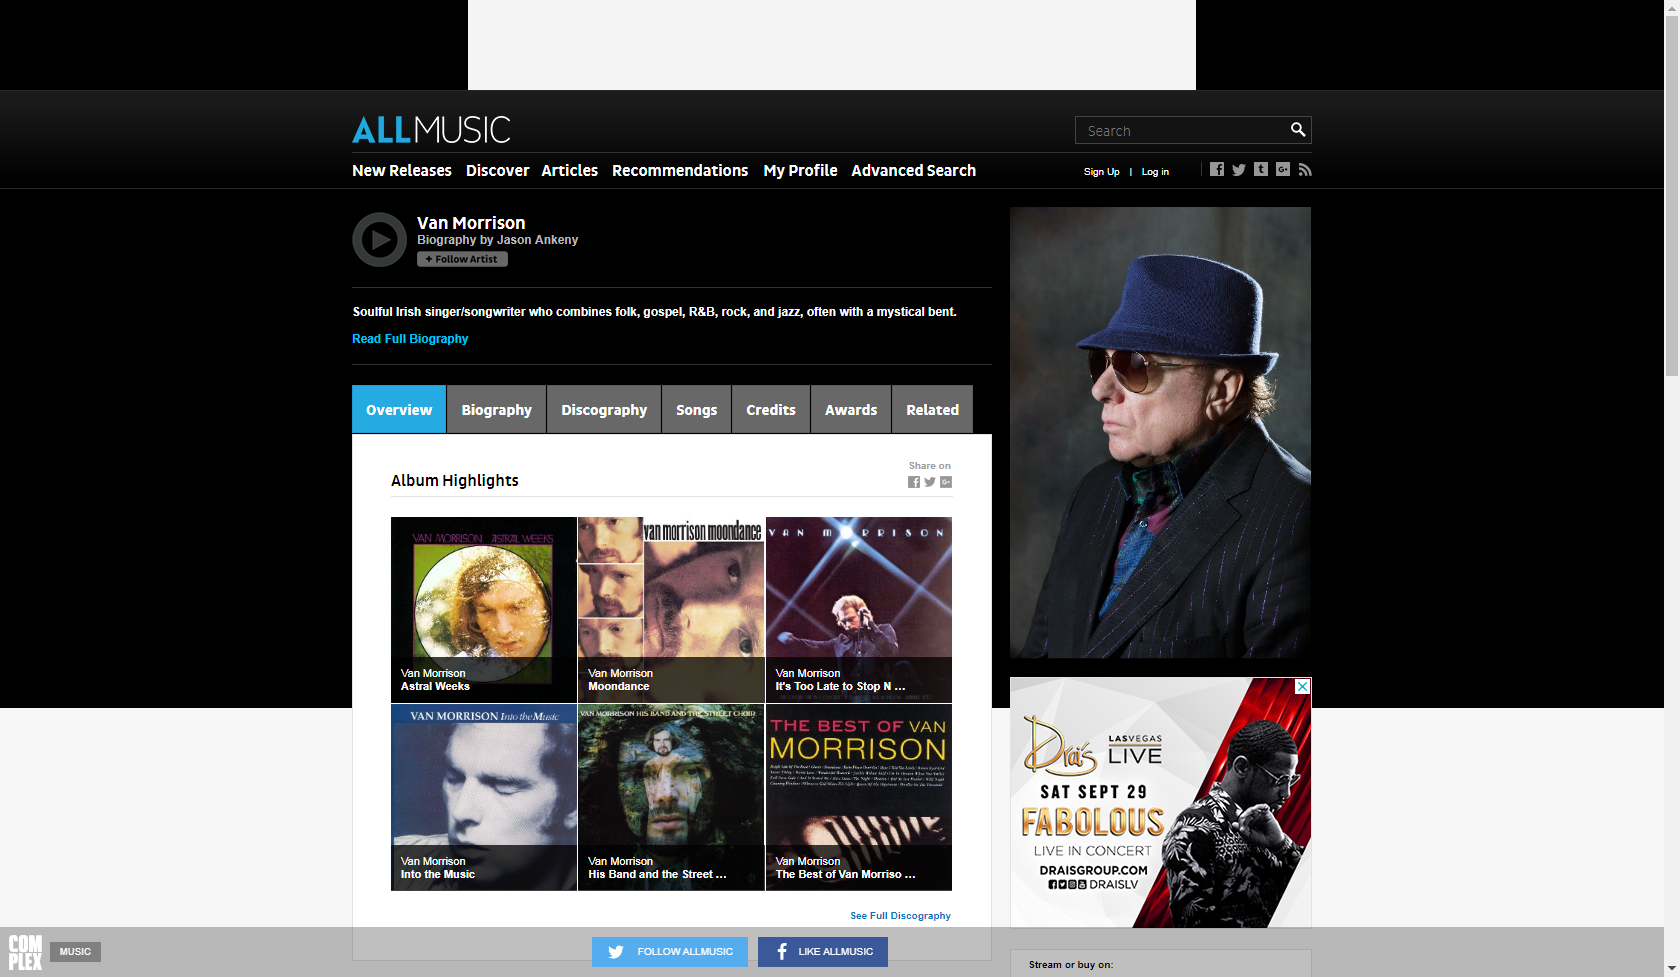 ALLMUSIC
Search
New Releases Discover Articles Recommendations My Profile Advanced Search
Sign Up | Log in
Van Morrison
Biography by Jason Ankeny
+ Follow Artist
Soulful Irish singer/songwriter who combines folk, gospel, R&B, rock, and jazz, often with a mystical bent.
Read Full Biography
Overview Biography Discography Songs Credits Awards Related
Album Highlights
Share on
VAN MORRISON ASTRAL WEEKS
Van Morrison
Astral Weeks
van morrison moondance
Van Morrison
Moondance
VAN MORRISON
Van Morrison
It's Too Late to Stop N ...
VAN MORRISON Into the Music
Van Morrison
Into the Music
VAN MORRISON HIS BAND AND THE STREET CHOIR
Van Morrison
His Band and the Street ...
THE BEST OF VAN
MORRISON
Van Morrison
The Best of Van Morriso ...
See Full Discography
Drai's
LASVEGAS
LIVE
SAT SEPT 29
FABOLOUS
LIVE IN CONCERT
DRAISGROUP.COM
DRAISLV
Stream or buy on:
COM
PLEX
MUSIC
FOLLOW ALLMUSIC
LIKE ALLMUSIC